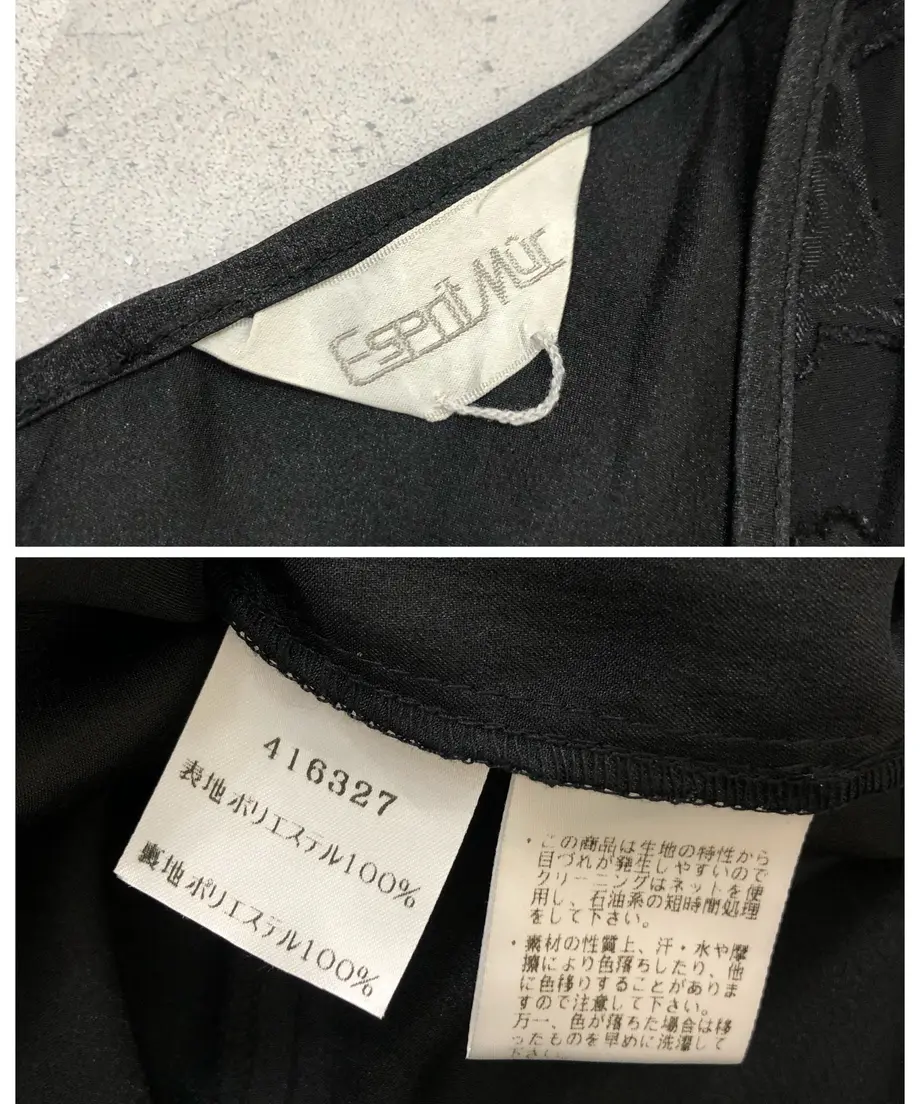 Esprit Mûr
416327
表地 ポリエステル100%
裏地 ポリエステル100%
・この商品は生地の特性から
目づれが発生しやすいので
クリーニングはネットを使
用し、石油系の短時間処理
をして下さい。
・素材の性質上、汗・水や摩
擦により色落ちしたり、他
に色移りすることがありま
すので注意して下さい。
万一、色が落ちた場合は移
ったものを早めに洗濯して
下さい。